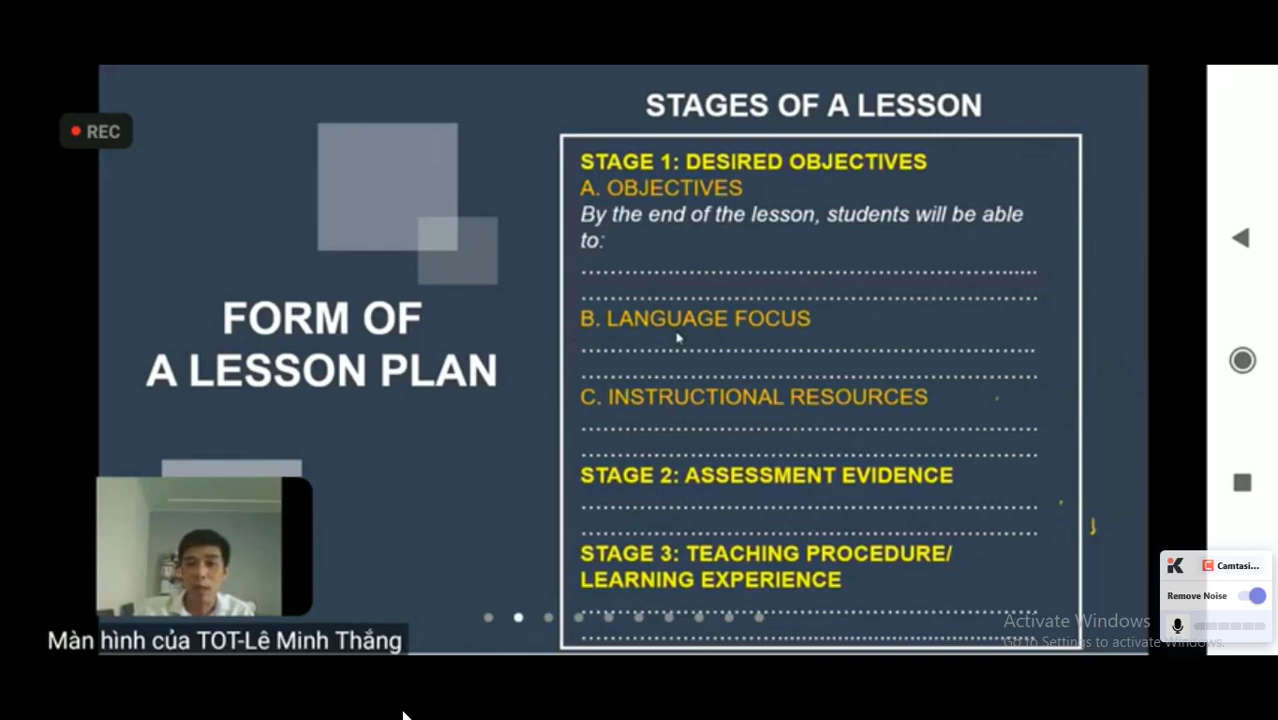 STAGES OF A LESSON
REC
STAGE 1: DESIRED OBJECTIVES
A. OBJECTIVES
By the end of the lesson, students will be able
to:
B. LANGUAGE FOCUS
FORM OF
A LESSON PLAN
C. INSTRUCTIONAL RESOURCES
STAGE 2: ASSESSMENT EVIDENCE
STAGE 3: TEACHING PROCEDURE/
LEARNING EXPERIENCE
Camtasi...
Remove Noise
Activate Windows
Go to Settings to activate Windows.
Màn hình của TOT-Lê Minh Thắng